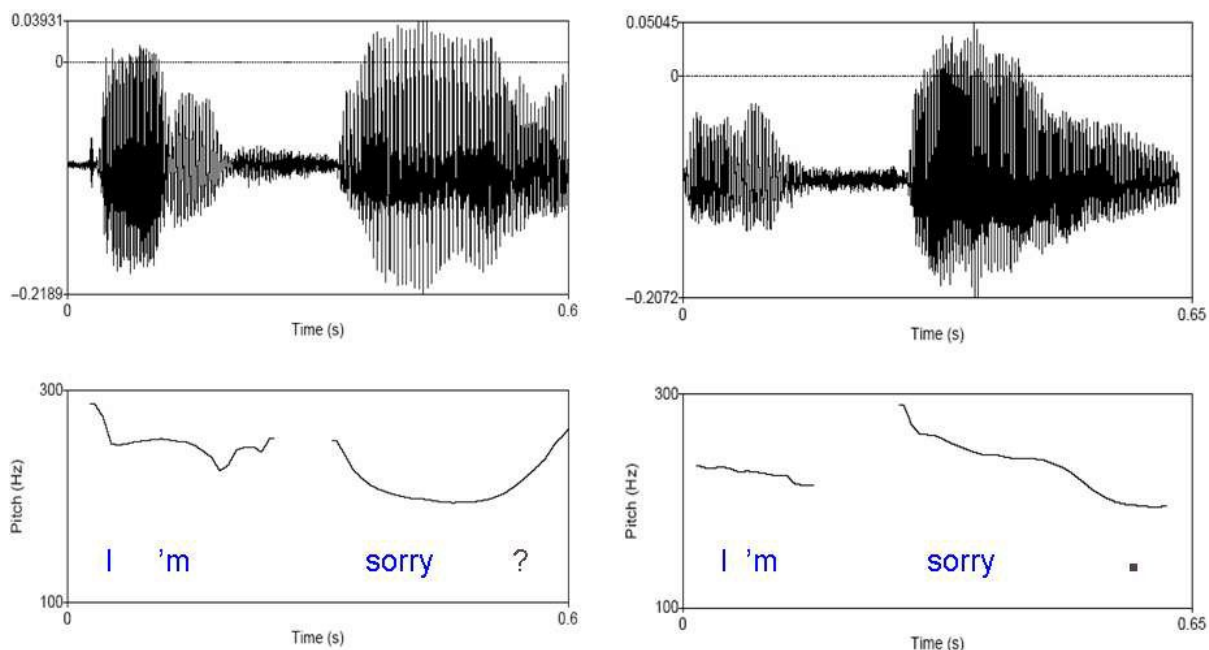 0.03931
0
−0.2189
0
0.6
Time (s)
0.05045
0
−0.2072
0
0.65
Time (s)
300
Pitch (Hz)
I 'm sorry ?
100
0
0.6
Time (s)
300
Pitch (Hz)
I 'm sorry .
100
0
0.65
Time (s)